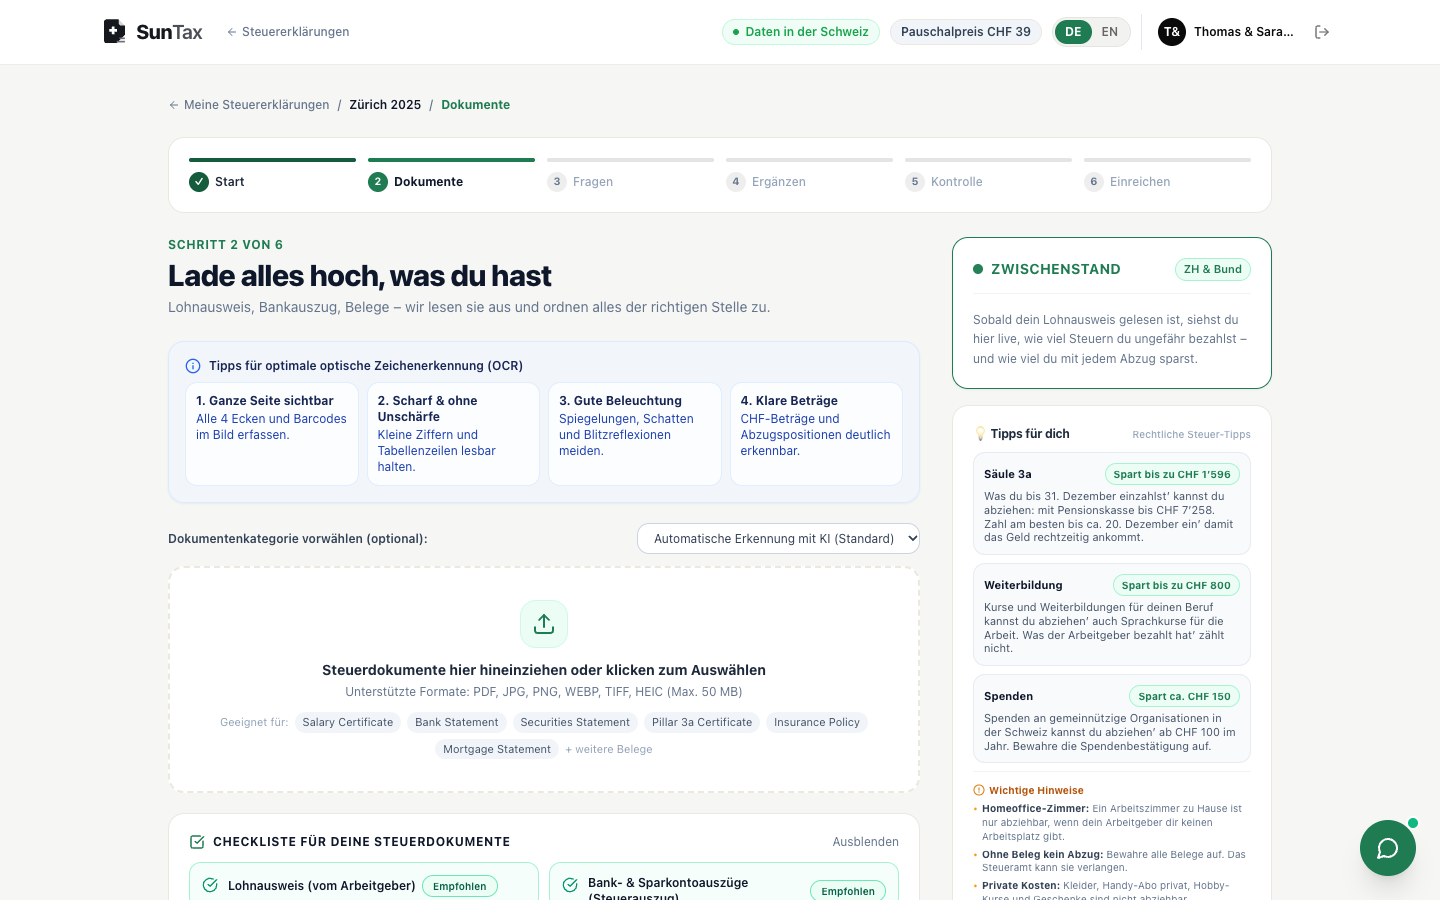 SunTax
← Steuererklärungen
Daten in der Schweiz
Pauschalpreis CHF 39
DE EN
T& Thomas & Sara...
← Meine Steuererklärungen / Zürich 2025 / Dokumente
Start
2 Dokumente
3 Fragen
4 Ergänzen
5 Kontrolle
6 Einreichen
SCHRITT 2 VON 6
Lade alles hoch, was du hast
Lohnausweis, Bankauszug, Belege – wir lesen sie aus und ordnen alles der richtigen Stelle zu.
Tipps für optimale optische Zeichenerkennung (OCR)
1. Ganze Seite sichtbar
Alle 4 Ecken und Barcodes
im Bild erfassen.
2. Scharf & ohne
Unschärfe
Kleine Ziffern und
Tabellenzeilen lesbar
halten.
3. Gute Beleuchtung
Spiegelungen, Schatten
und Blitzreflexionen
meiden.
4. Klare Beträge
CHF-Beträge und
Abzugspositionen deutlich
erkennbar.
Dokumentenkategorie vorwählen (optional):
Automatische Erkennung mit KI (Standard)
Steuerdokumente hier hineinziehen oder klicken zum Auswählen
Unterstützte Formate: PDF, JPG, PNG, WEBP, TIFF, HEIC (Max. 50 MB)
Geeignet für: Salary Certificate Bank Statement Securities Statement Pillar 3a Certificate Insurance Policy
Mortgage Statement + weitere Belege
CHECKLISTE FÜR DEINE STEUERDOKUMENTE
Ausblenden
Lohnausweis (vom Arbeitgeber) Empfohlen
Bank- & Sparkontoauszüge
(Steuerauszug)
Empfohlen
ZWISCHENSTAND
ZH & Bund
Sobald dein Lohnausweis gelesen ist, siehst du
hier live, wie viel Steuern du ungefähr bezahlst –
und wie viel du mit jedem Abzug sparst.
Tipps für dich
Rechtliche Steuer-Tipps
Säule 3a
Spart bis zu CHF 1’596
Was du bis 31. Dezember einzahlst’ kannst du
abziehen: mit Pensionskasse bis CHF 7’258.
Zahl am besten bis ca. 20. Dezember ein’ damit
das Geld rechtzeitig ankommt.
Weiterbildung
Spart bis zu CHF 800
Kurse und Weiterbildungen für deinen Beruf
kannst du abziehen’ auch Sprachkurse für die
Arbeit. Was der Arbeitgeber bezahlt hat’ zählt
nicht.
Spenden
Spart ca. CHF 150
Spenden an gemeinnützige Organisationen in
der Schweiz kannst du abziehen’ ab CHF 100 im
Jahr. Bewahre die Spendenbestätigung auf.
Wichtige Hinweise
• Homeoffice-Zimmer: Ein Arbeitszimmer zu Hause ist
nur abziehbar, wenn dein Arbeitgeber dir keinen
Arbeitsplatz gibt.
• Ohne Beleg kein Abzug: Bewahre alle Belege auf. Das
Steueramt kann sie verlangen.
• Private Kosten: Kleider, Handy-Abo privat, Hobby-
Kurse und Geschenke sind nicht abziehbar.